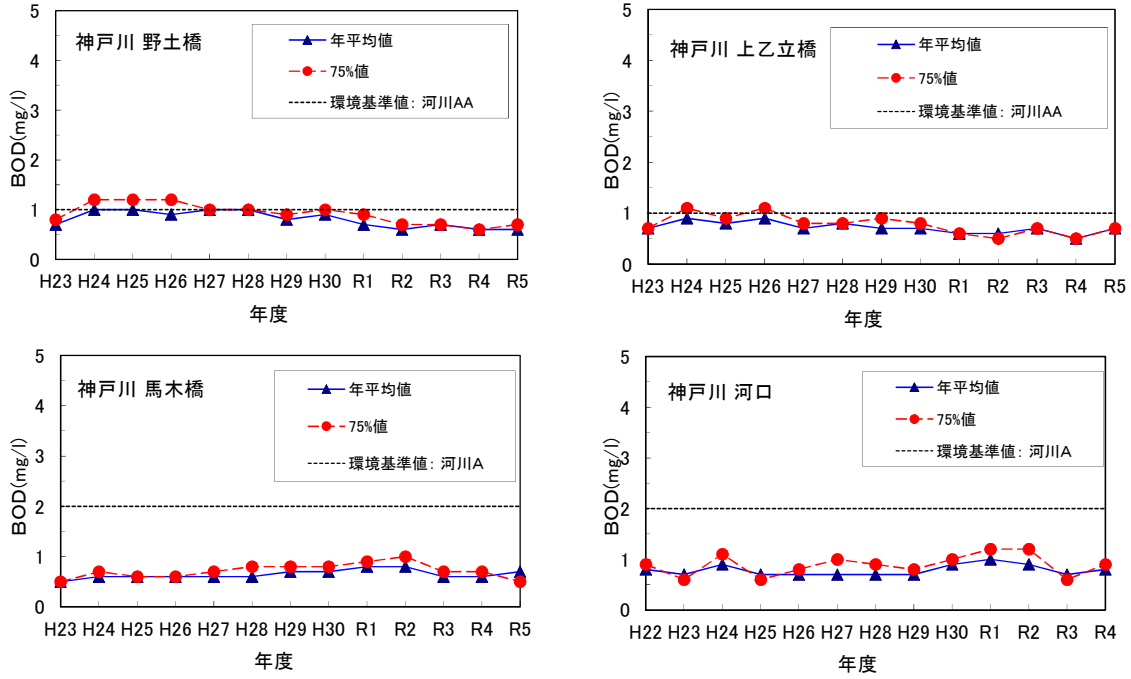 神戸川 野土橋
年平均値
75%値
環境基準値: 河川AA
BOD(mg/l)
5
4
3
2
1
0
H23 H24 H25 H26 H27 H28 H29 H30 R1 R2 R3 R4 R5
年度
神戸川 上乙立橋
年平均値
75%値
環境基準値: 河川AA
BOD(mg/l)
5
4
3
2
1
0
H23 H24 H25 H26 H27 H28 H29 H30 R1 R2 R3 R4 R5
年度
神戸川 馬木橋
年平均値
75%値
環境基準値: 河川A
BOD(mg/l)
5
4
3
2
1
0
H23 H24 H25 H26 H27 H28 H29 H30 R1 R2 R3 R4 R5
年度
神戸川 河口
年平均値
75%値
環境基準値: 河川A
BOD(mg/l)
5
4
3
2
1
0
H22 H23 H24 H25 H26 H27 H28 H29 H30 R1 R2 R3 R4
年度